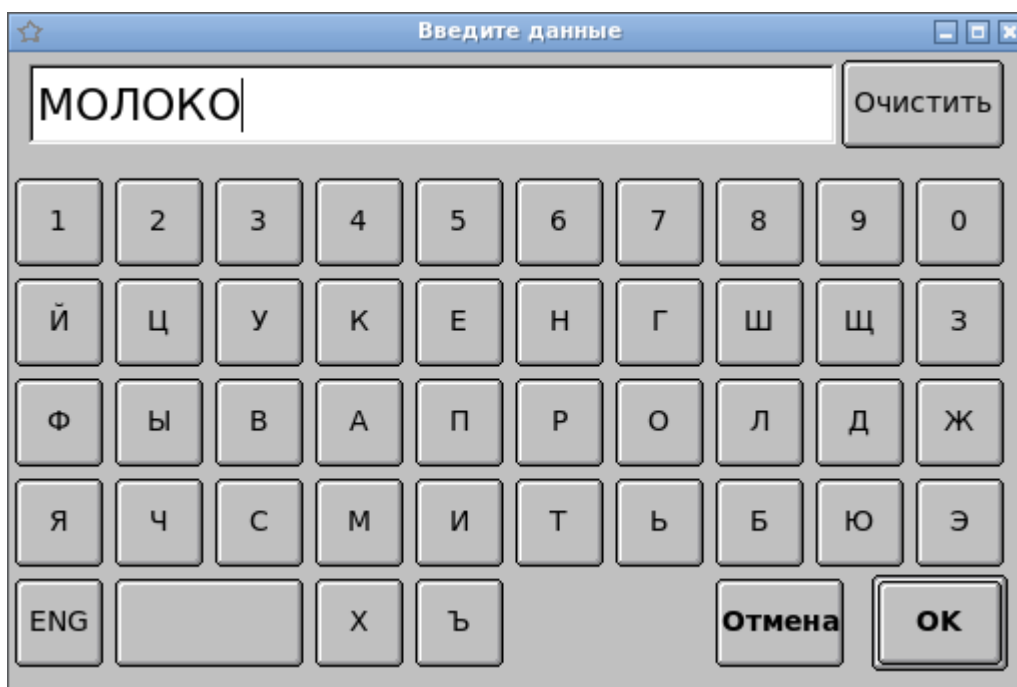 Введите данные
МОЛОКО Очистить
1 2 3 4 5 6 7 8 9 0
Й Ц У К Е Н Г Ш Щ З
Ф Ы В А П Р О Л Д Ж
Я Ч С М И Т Ь Б Ю Э
ENG Х Ъ Отмена OK